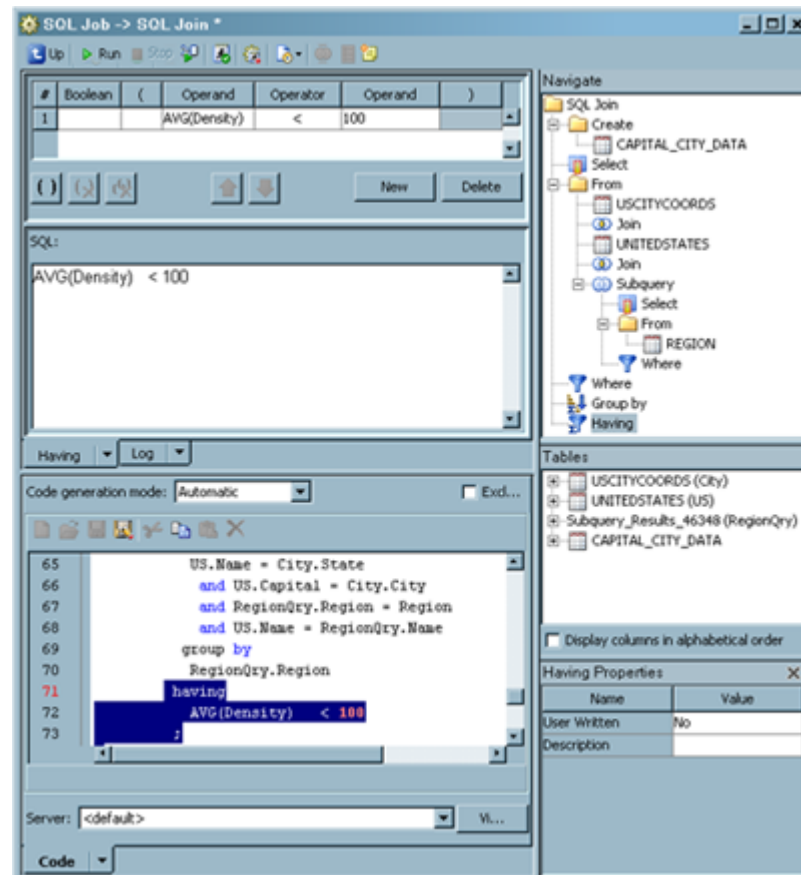 SQL Job -> SQL Join *
Up Run Stop
# Boolean ( Operand Operator Operand )
1 AVG(Density) < 100
( ) New Delete
SQL:
AVG(Density) < 100
Having Log
Code generation mode: Automatic Excl...
65 US.Name = City.State
66 and US.Capital = City.City
67 and RegionQry.Region = Region
68 and US.Name = RegionQry.Name
69 group by
70 RegionQry.Region
71 having
72 AVG(Density) < 100
73 ;
Server: <default> Vi...
Code
Navigate
SQL Join
Create
CAPITAL_CITY_DATA
Select
From
USCITYCOORDS
Join
UNITEDSTATES
Join
Subquery
Select
From
REGION
Where
Where
Group by
Having
Tables
USCITYCOORDS (City)
UNITEDSTATES (US)
Subquery_Results_46348 (RegionQry)
CAPITAL_CITY_DATA
Display columns in alphabetical order
Having Properties
Name Value
User Written No
Description